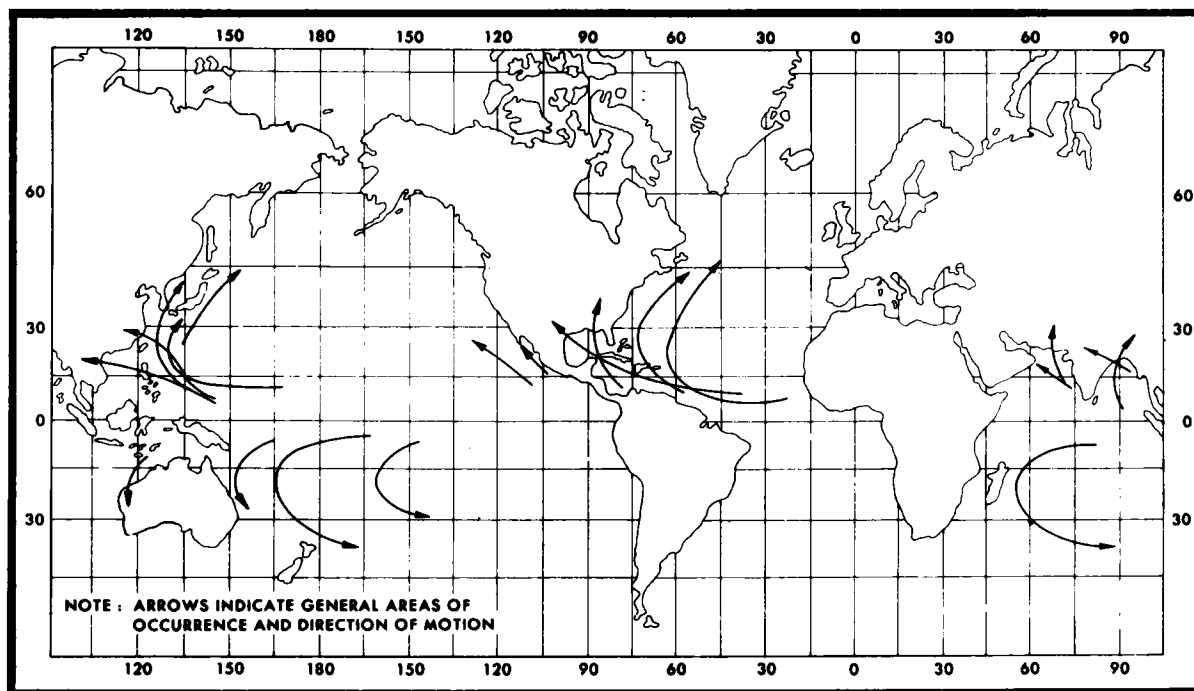 120 150 180 150 120 90 60 30 0 30 60 90
60 60
30 30
0 0
30 30
NOTE : ARROWS INDICATE GENERAL AREAS OF
OCCURRENCE AND DIRECTION OF MOTION
120 150 180 150 120 90 60 30 0 30 60 90